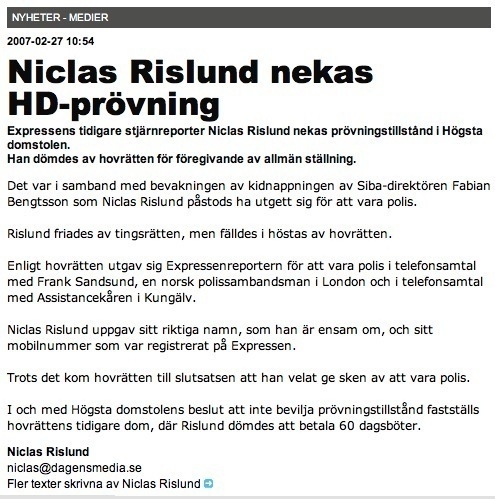 NYHETER - MEDIER
2007-02-27 10:54
Niclas Rislund nekas
HD-prövning
Expressens tidigare stjärnreporter Niclas Rislund nekas prövningstillstånd i Högsta
domstolen.
Han dömdes av hovrätten för föregivande av allmän ställning.
Det var i samband med bevakningen av kidnappningen av Siba-direktören Fabian
Bengtsson som Niclas Rislund påstods ha utgett sig för att vara polis.
Rislund friades av tingsrätten, men fälldes i höstas av hovrätten.
Enligt hovrätten utgav sig Expressenreportern för att vara polis i telefonsamtal
med Frank Sandsund, en norsk polissambandsman i London och i telefonsamtal
med Assistancekåren i Kungälv.
Niclas Rislund uppgav sitt riktiga namn, som han är ensam om, och sitt
mobilnummer som var registrerat på Expressen.
Trots det kom hovrätten till slutsatsen att han velat ge sken av att vara polis.
I och med Högsta domstolens beslut att inte bevilja prövningstillstånd fastställs
hovrättens tidigare dom, där Rislund dömdes att betala 60 dagsböter.
Niclas Rislund
niclas@dagensmedia.se
Fler texter skrivna av Niclas Rislund